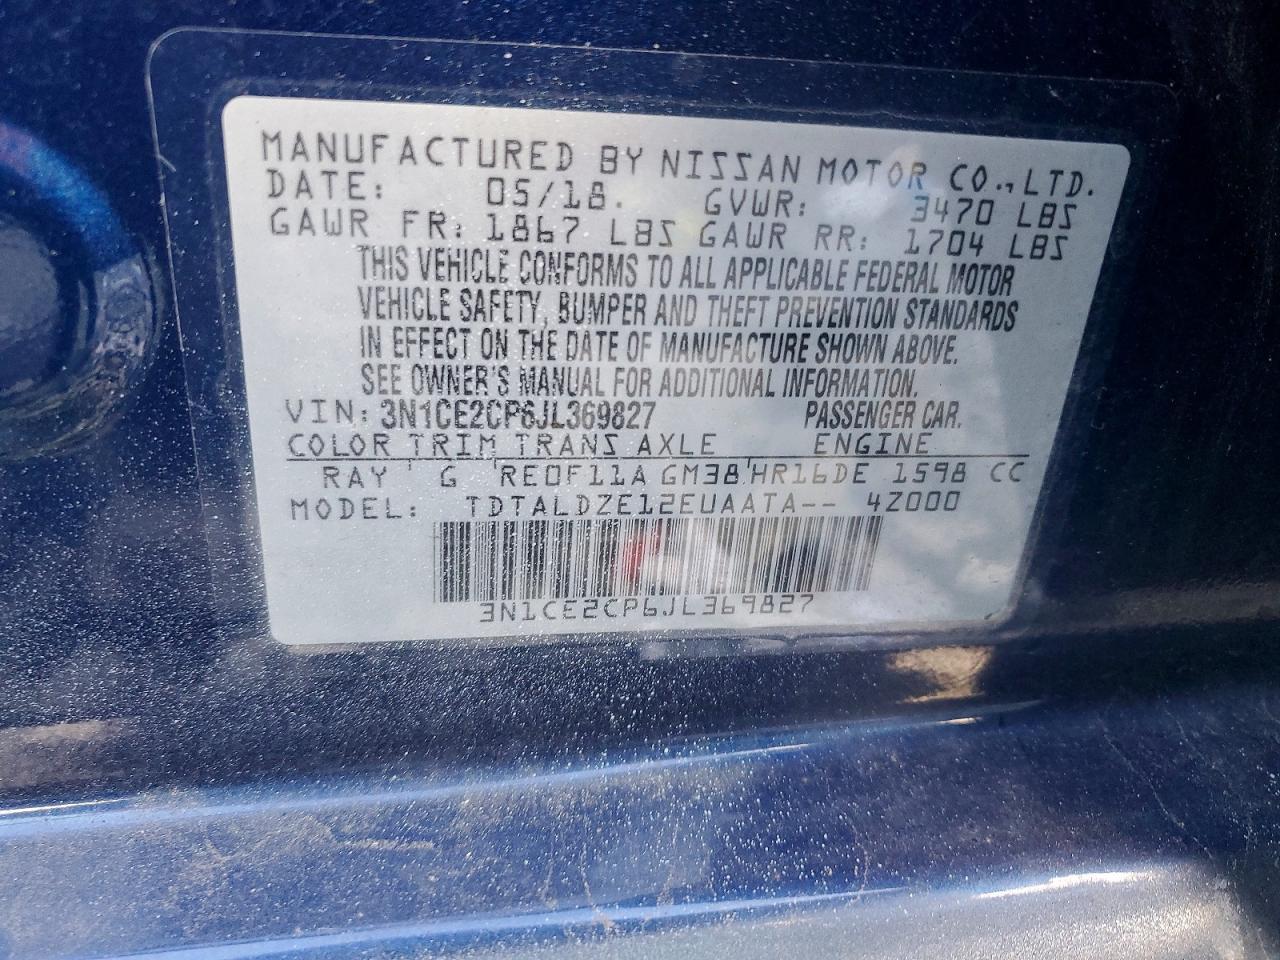 MANUFACTURED BY NISSAN MOTOR CO., LTD.
DATE: 05/18. GVWR: 3470 LBS
GAWR FR: 1867 LBS GAWR RR: 1704 LBS
THIS VEHICLE CONFORMS TO ALL APPLICABLE FEDERAL MOTOR
VEHICLE SAFETY, BUMPER AND THEFT PREVENTION STANDARDS
IN EFFECT ON THE DATE OF MANUFACTURE SHOWN ABOVE.
SEE OWNER'S MANUAL FOR ADDITIONAL INFORMATION.
VIN: 3N1CE2CP6JL369827 PASSENGER CAR.
COLOR TRIM TRANS AXLE ENGINE
RAY G RE0F11A GM38 HR16DE 1598 CC
MODEL: TDTALDZE12EUAATA-- 4Z000
3N1CE2CP6JL369827